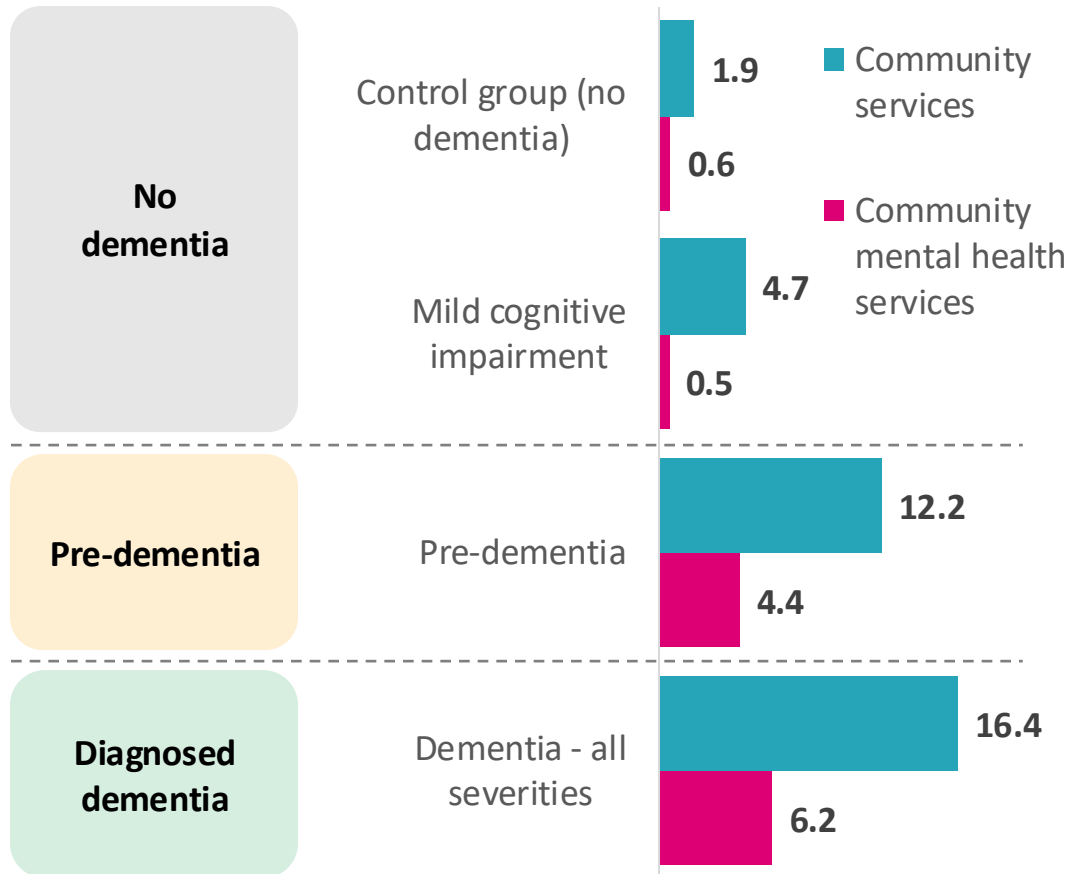 No
dementia
Control group (no
dementia)
1.9
0.6
Community
services
Community
mental health
services
Mild cognitive
impairment
4.7
0.5
Pre-dementia
Pre-dementia
12.2
4.4
Diagnosed
dementia
Dementia - all
severities
16.4
6.2